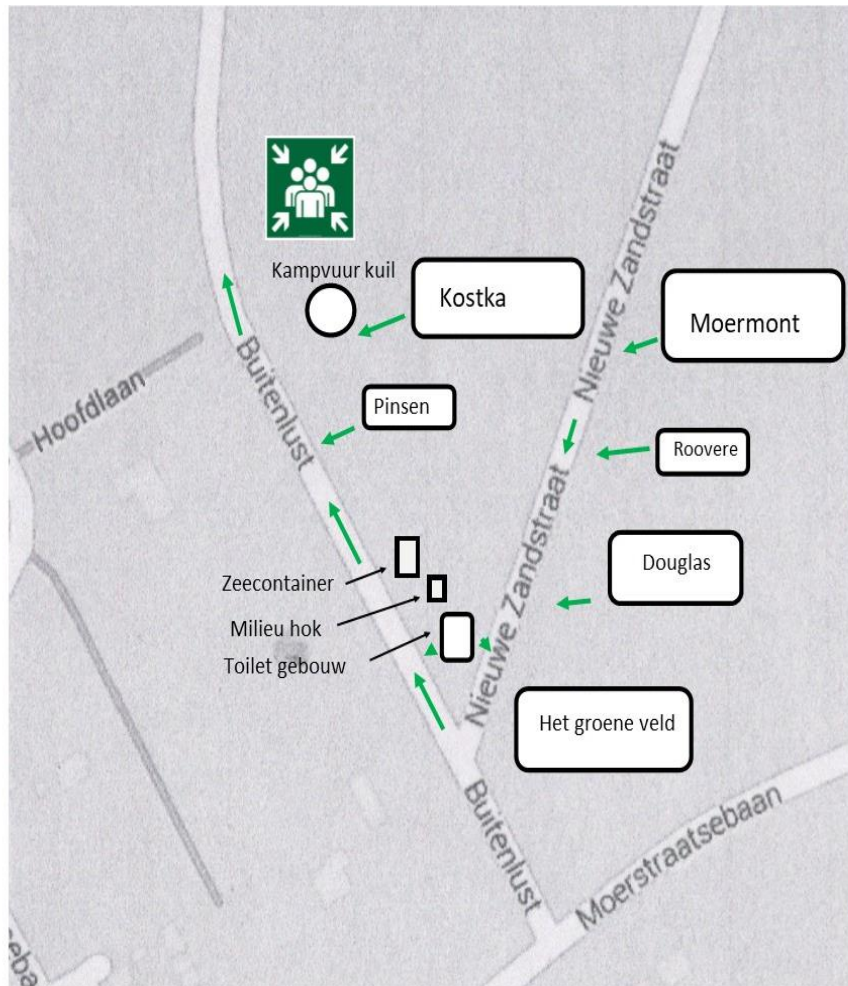 Kampvuur kuil
Kostka
Moermont
Nieuwe Zandstraat
Hoofdlaan
Buitenlust
Pinsen
Roovere
Zeecontainer
Milieu hok
Toilet gebouw
Nieuwe Zandstraat
Douglas
Het groene veld
Buitenlust
Moerstraatsebaan